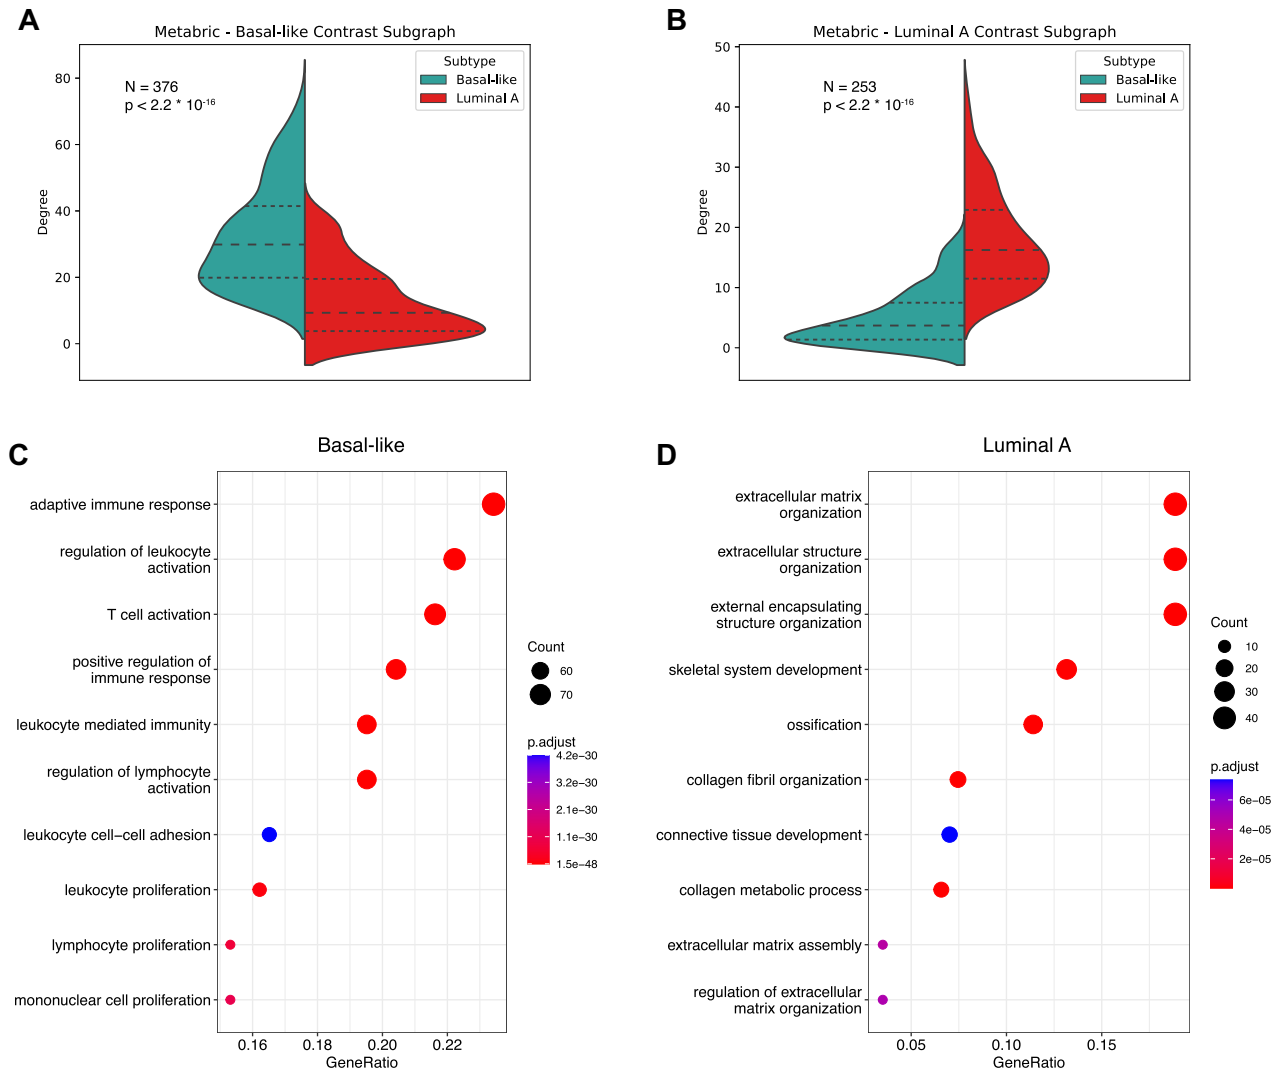 A
Metabric - Basal-like Contrast Subgraph
N = 376
p < 2.2 * 10-16
Subtype
Basal-like
Luminal A
Degree
80
60
40
20
0
B
Metabric - Luminal A Contrast Subgraph
N = 253
p < 2.2 * 10-16
Subtype
Basal-like
Luminal A
Degree
50
40
30
20
10
0
C
Basal-like
adaptive immune response
regulation of leukocyte
activation
T cell activation
positive regulation of
immune response
leukocyte mediated immunity
regulation of lymphocyte
activation
leukocyte cell−cell adhesion
leukocyte proliferation
lymphocyte proliferation
mononuclear cell proliferation
0.16 0.18 0.20 0.22
GeneRatio
Count
60
70
p.adjust
4.2e−30
3.2e−30
2.1e−30
1.1e−30
1.5e−48
D
Luminal A
extracellular matrix
organization
extracellular structure
organization
external encapsulating
structure organization
skeletal system development
ossification
collagen fibril organization
connective tissue development
collagen metabolic process
extracellular matrix assembly
regulation of extracellular
matrix organization
0.05 0.10 0.15
GeneRatio
Count
10
20
30
40
p.adjust
6e−05
4e−05
2e−05